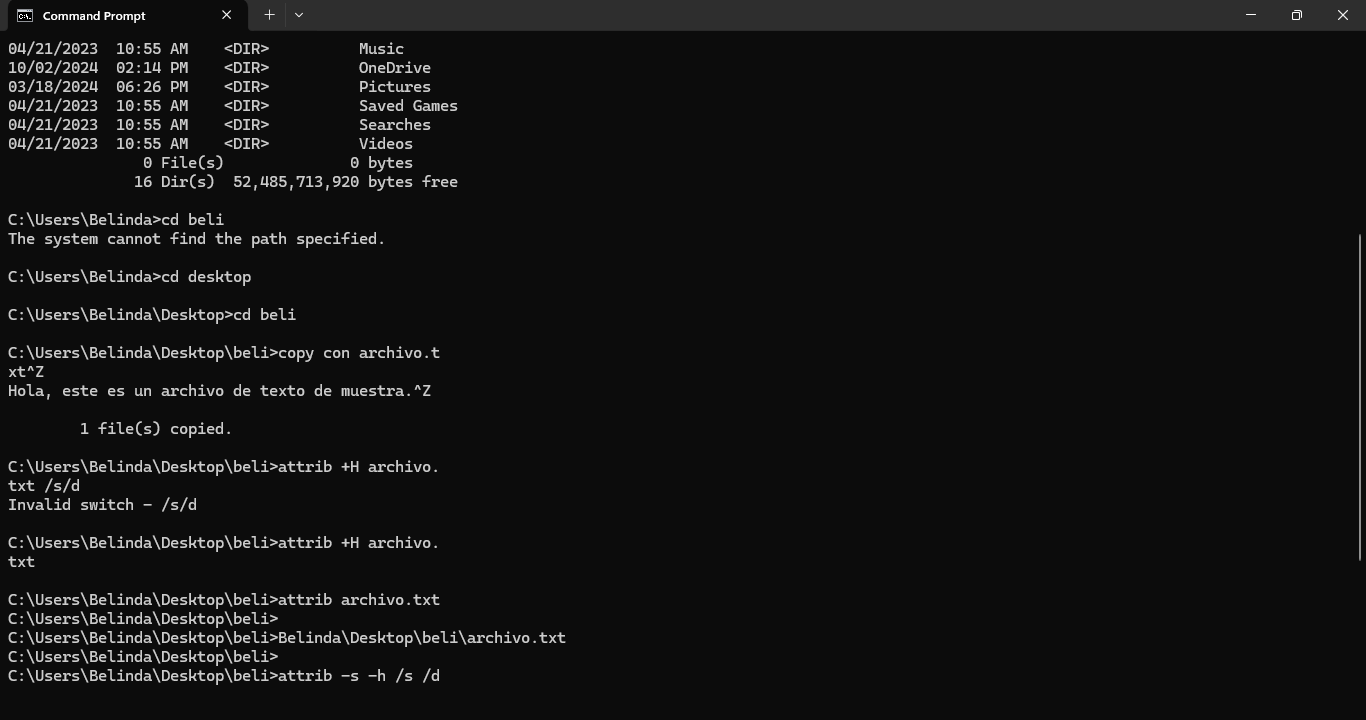 Command Prompt
04/21/2023  10:55 AM    <DIR>          Music
10/02/2024  02:14 PM    <DIR>          OneDrive
03/18/2024  06:26 PM    <DIR>          Pictures
04/21/2023  10:55 AM    <DIR>          Saved Games
04/21/2023  10:55 AM    <DIR>          Searches
04/21/2023  10:55 AM    <DIR>          Videos
               0 File(s)              0 bytes
              16 Dir(s)  52,485,713,920 bytes free
C:\Users\Belinda>cd beli
The system cannot find the path specified.
C:\Users\Belinda>cd desktop
C:\Users\Belinda\Desktop>cd beli
C:\Users\Belinda\Desktop\beli>copy con archivo.t
xt^Z
Hola, este es un archivo de texto de muestra.^Z
        1 file(s) copied.
C:\Users\Belinda\Desktop\beli>attrib +H archivo.
txt /s/d
Invalid switch - /s/d
C:\Users\Belinda\Desktop\beli>attrib +H archivo.
txt
C:\Users\Belinda\Desktop\beli>attrib archivo.txt
C:\Users\Belinda\Desktop\beli>
C:\Users\Belinda\Desktop\beli>Belinda\Desktop\beli\archivo.txt
C:\Users\Belinda\Desktop\beli>
C:\Users\Belinda\Desktop\beli>attrib -s -h /s /d